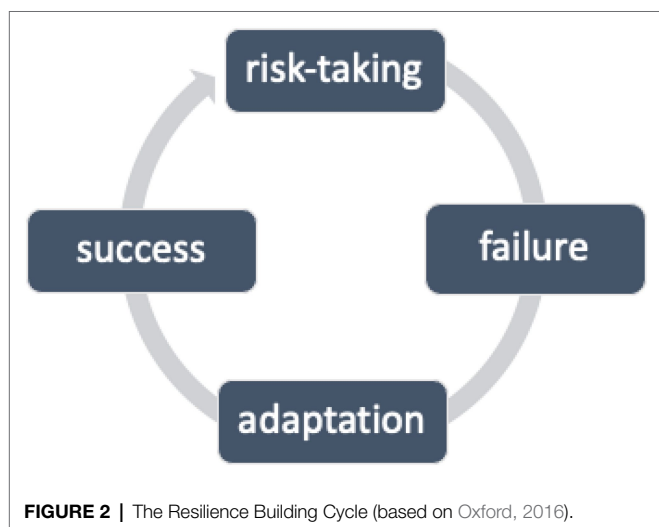 risk-taking
success
failure
adaptation
FIGURE 2 | The Resilience Building Cycle (based on Oxford, 2016).